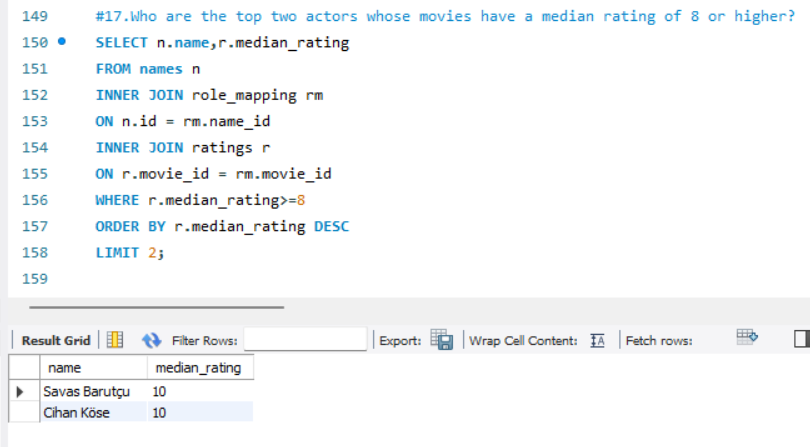 149 #17.Who are the top two actors whose movies have a median rating of 8 or higher?
150 SELECT n.name,r.median_rating
151 FROM names n
152 INNER JOIN role_mapping rm
153 ON n.id = rm.name_id
154 INNER JOIN ratings r
155 ON r.movie_id = rm.movie_id
156 WHERE r.median_rating>=8
157 ORDER BY r.median_rating DESC
158 LIMIT 2;
159
Result Grid Filter Rows: Export: Wrap Cell Content: IA Fetch rows:
name median_rating
Savas Barutçu 10
Cihan Köse 10